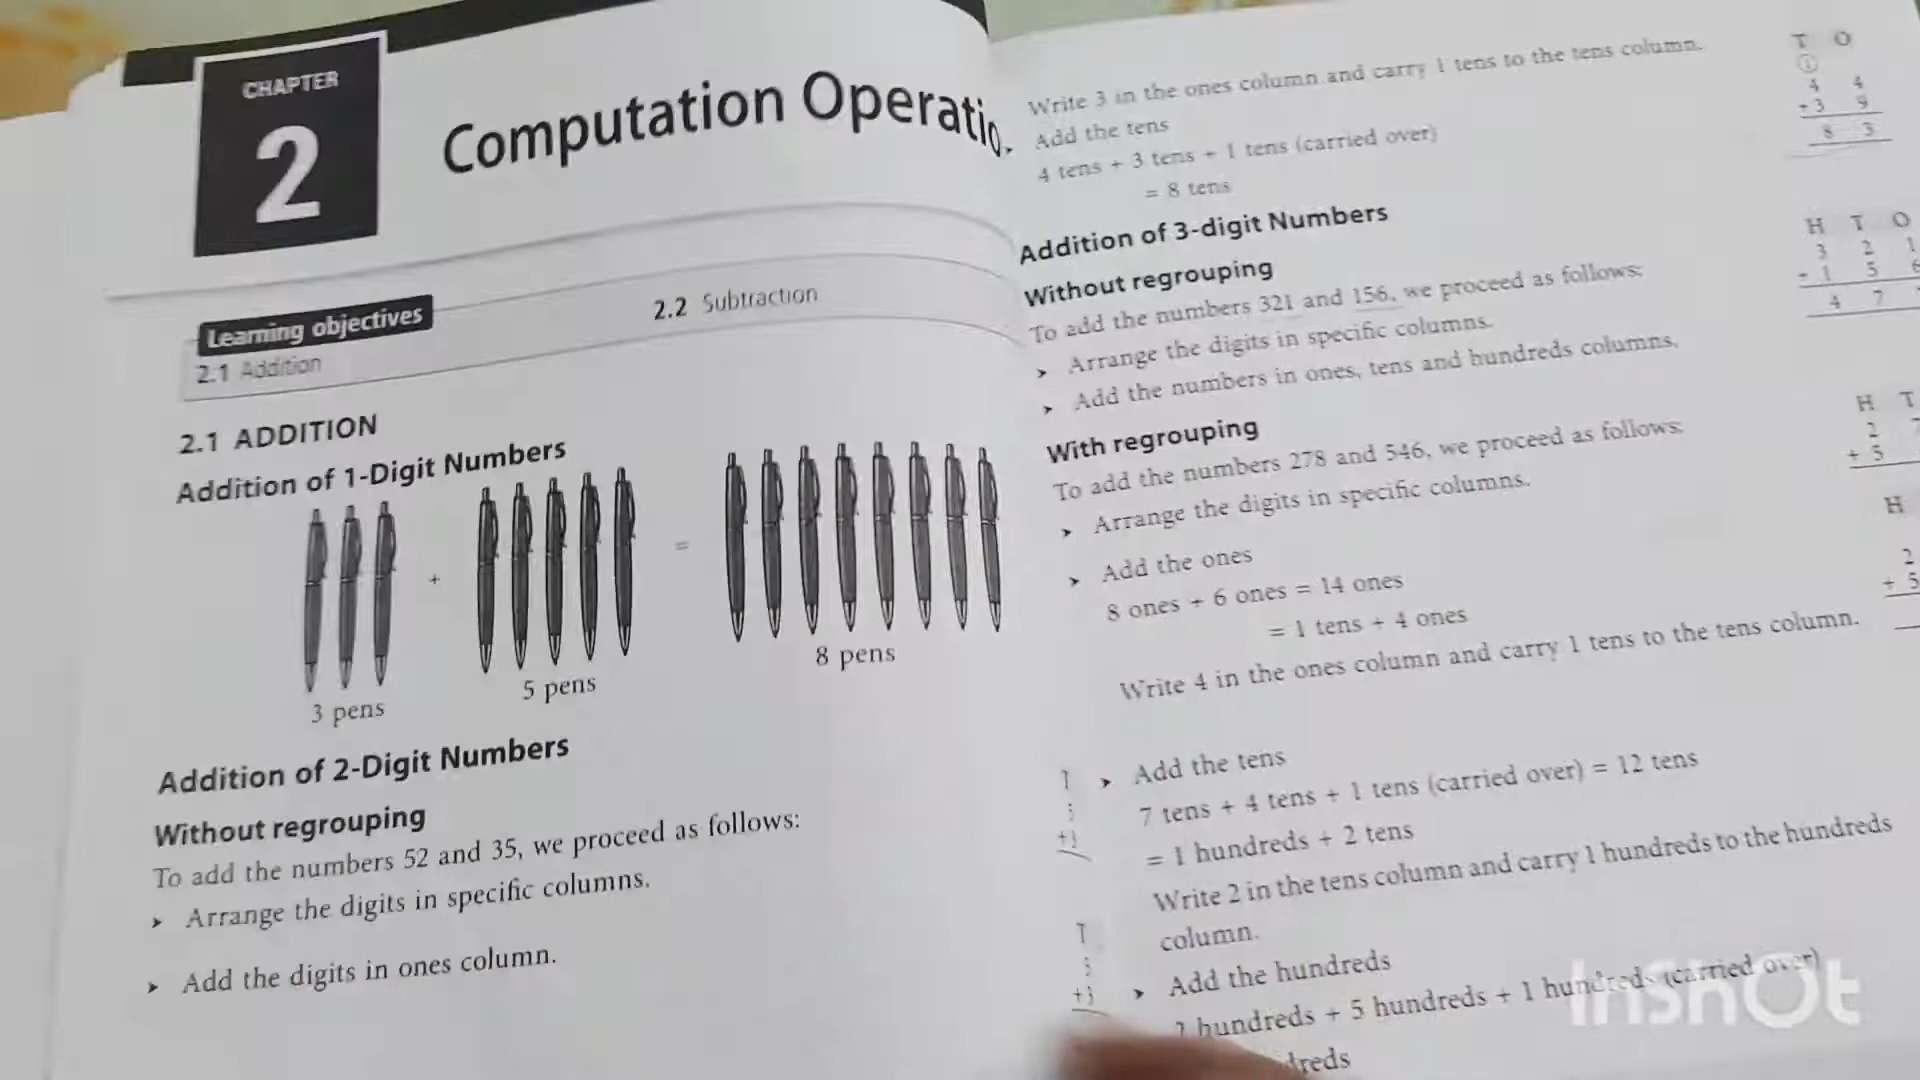 CHAPTER
2
Computation Operatio
Learning objectives
2.1 Addition
2.2 Subtraction
2.1 ADDITION
Addition of 1-Digit Numbers
+
=
3 pens
5 pens
8 pens
Addition of 2-Digit Numbers
Without regrouping
To add the numbers 52 and 35, we proceed as follows:
➤ Arrange the digits in specific columns.
➤ Add the digits in ones column.
Write 3 in the ones column and carry 1 tens to the tens column.
➤ Add the tens
4 tens + 3 tens + 1 tens (carried over)
= 8 tens
T O
1
4 4
+3 9
8 3
Addition of 3-digit Numbers
Without regrouping
To add the numbers 321 and 156, we proceed as follows:
➤ Arrange the digits in specific columns.
➤ Add the numbers in ones, tens and hundreds columns.
H T O
3 2 1
+ 1 5 6
4 7
With regrouping
To add the numbers 278 and 546, we proceed as follows:
➤ Arrange the digits in specific columns.
H T
2 7
+ 5
➤ Add the ones
8 ones + 6 ones = 14 ones
= 1 tens + 4 ones
Write 4 in the ones column and carry 1 tens to the tens column.
H
2
+ 5
➤ Add the tens
7 tens + 4 tens + 1 tens (carried over) = 12 tens
= 1 hundreds + 2 tens
Write 2 in the tens column and carry 1 hundreds to the hundreds
column.
➤ Add the hundreds
hundreds + 5 hundreds + 1 hundreds (carried over)
dreds
InShOt